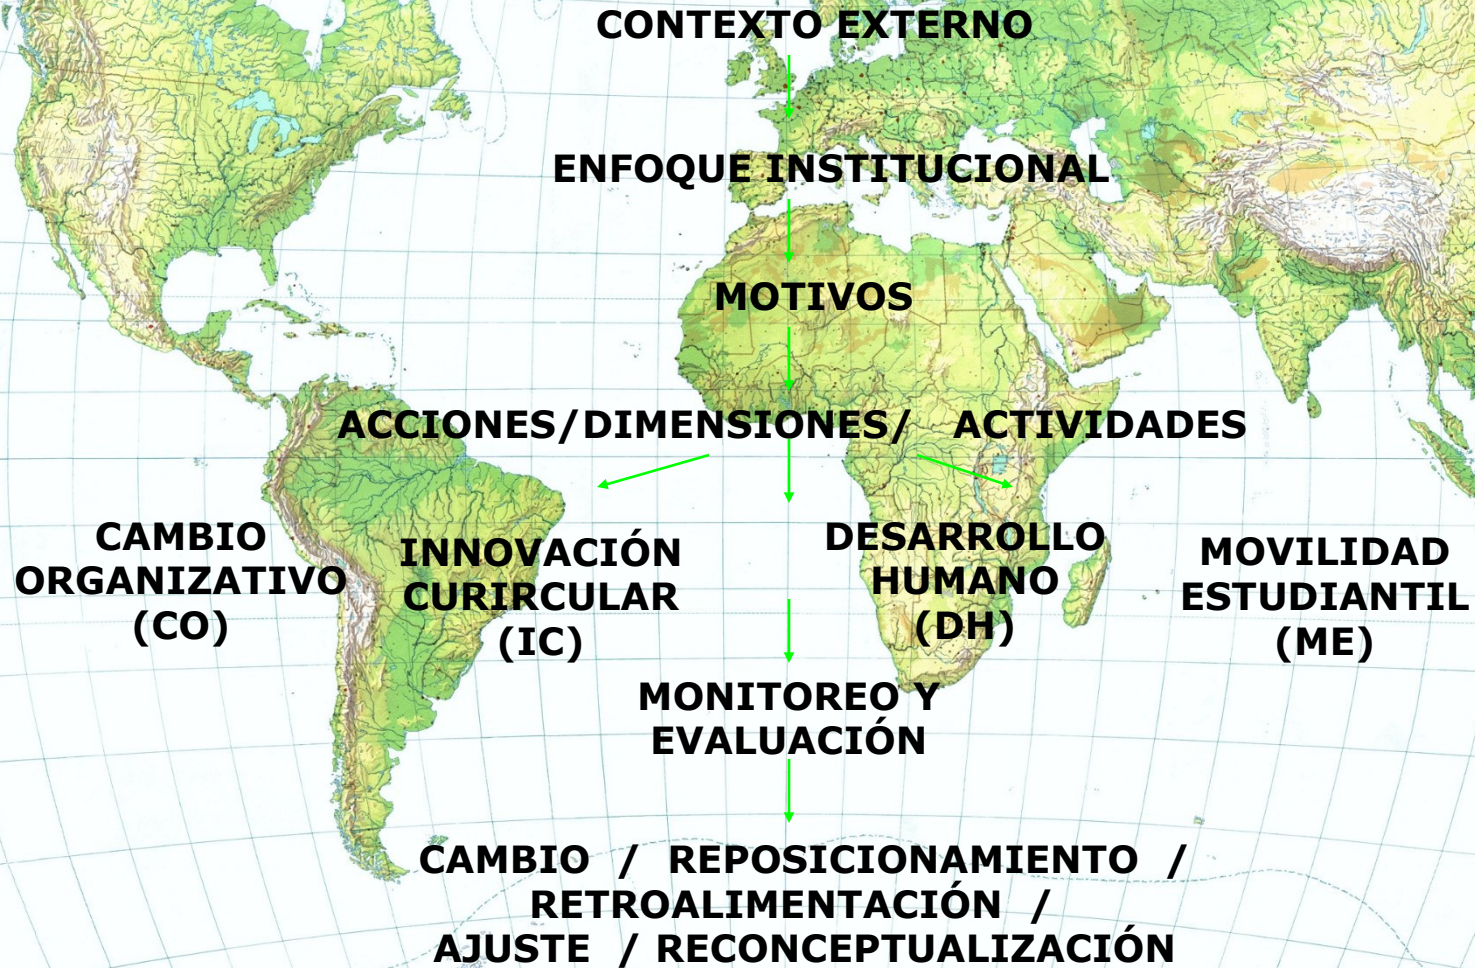 CONTEXTO EXTERNO
ENFOQUE INSTITUCIONAL
MOTIVOS
ACCIONES/DIMENSIONES/ ACTIVIDADES
CAMBIO
ORGANIZATIVO
(CO)
INNOVACIÓN
CURIRCULAR
(IC)
DESARROLLO
HUMANO
(DH)
MOVILIDAD
ESTUDIANTIL
(ME)
MONITOREO Y
EVALUACIÓN
CAMBIO / REPOSICIONAMIENTO /
RETROALIMENTACIÓN /
AJUSTE / RECONCEPTUALIZACIÓN